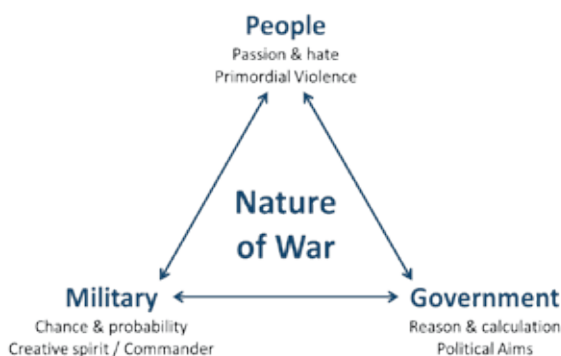 People
Passion & hate
Primordial Violence
Nature
of War
Military
Chance & probability
Creative spirit / Commander
Government
Reason & calculation
Political Aims